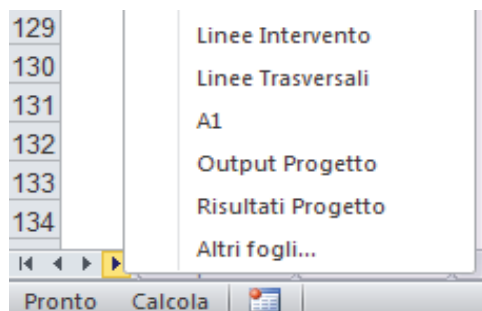 129
Linee Intervento
130
Linee Trasversali
131
A1
132
Output Progetto
133
Risultati Progetto
134
Altri fogli...
Pronto Calcola